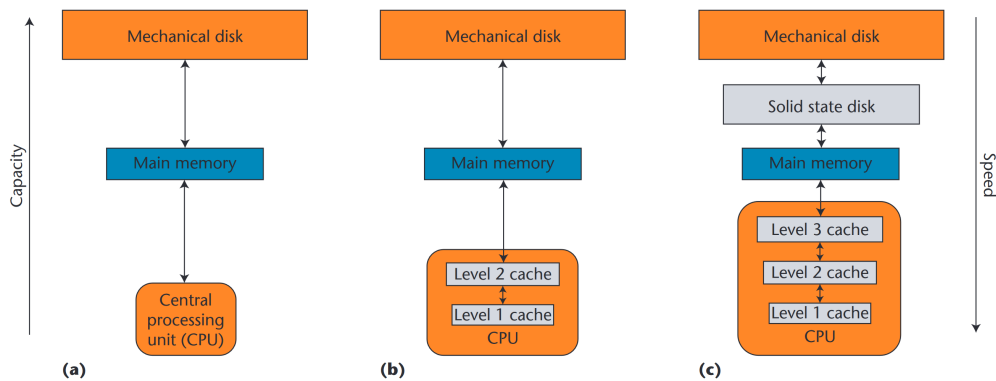 Capacity
Mechanical disk
Main memory
Central
processing
unit (CPU)
(a)
Mechanical disk
Main memory
Level 2 cache
Level 1 cache
CPU
(b)
Mechanical disk
Solid state disk
Main memory
Level 3 cache
Level 2 cache
Level 1 cache
CPU
(c)
Speed